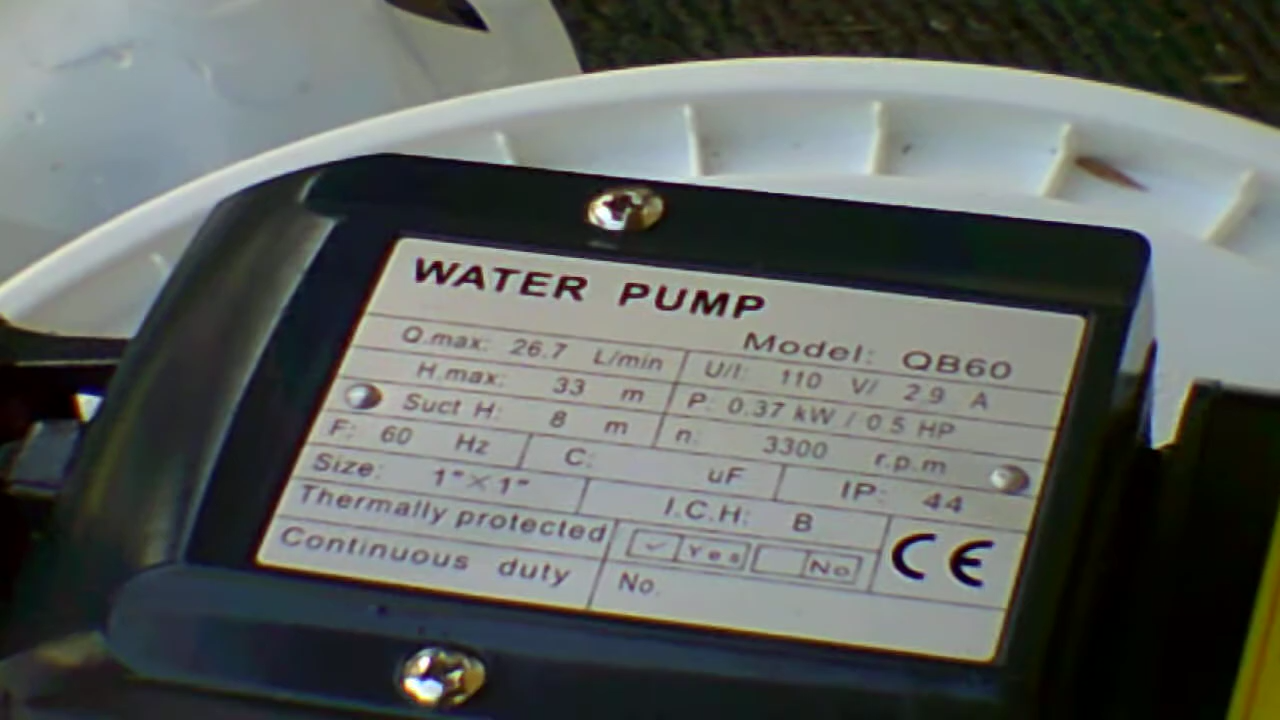 WATER PUMP
Model: QB60
Q.max: 26.7 L/min U/I: 110 V/ 2.9 A
H.max: 33 m P: 0.37 kW / 0.5 HP
Suct H: 8 m n: 3300 r.p.m
F: 60 Hz C: uF IP: 44
Size: 1"×1" I.C.H: B
Thermally protected ✓ Yes No
Continuous duty No.
CE